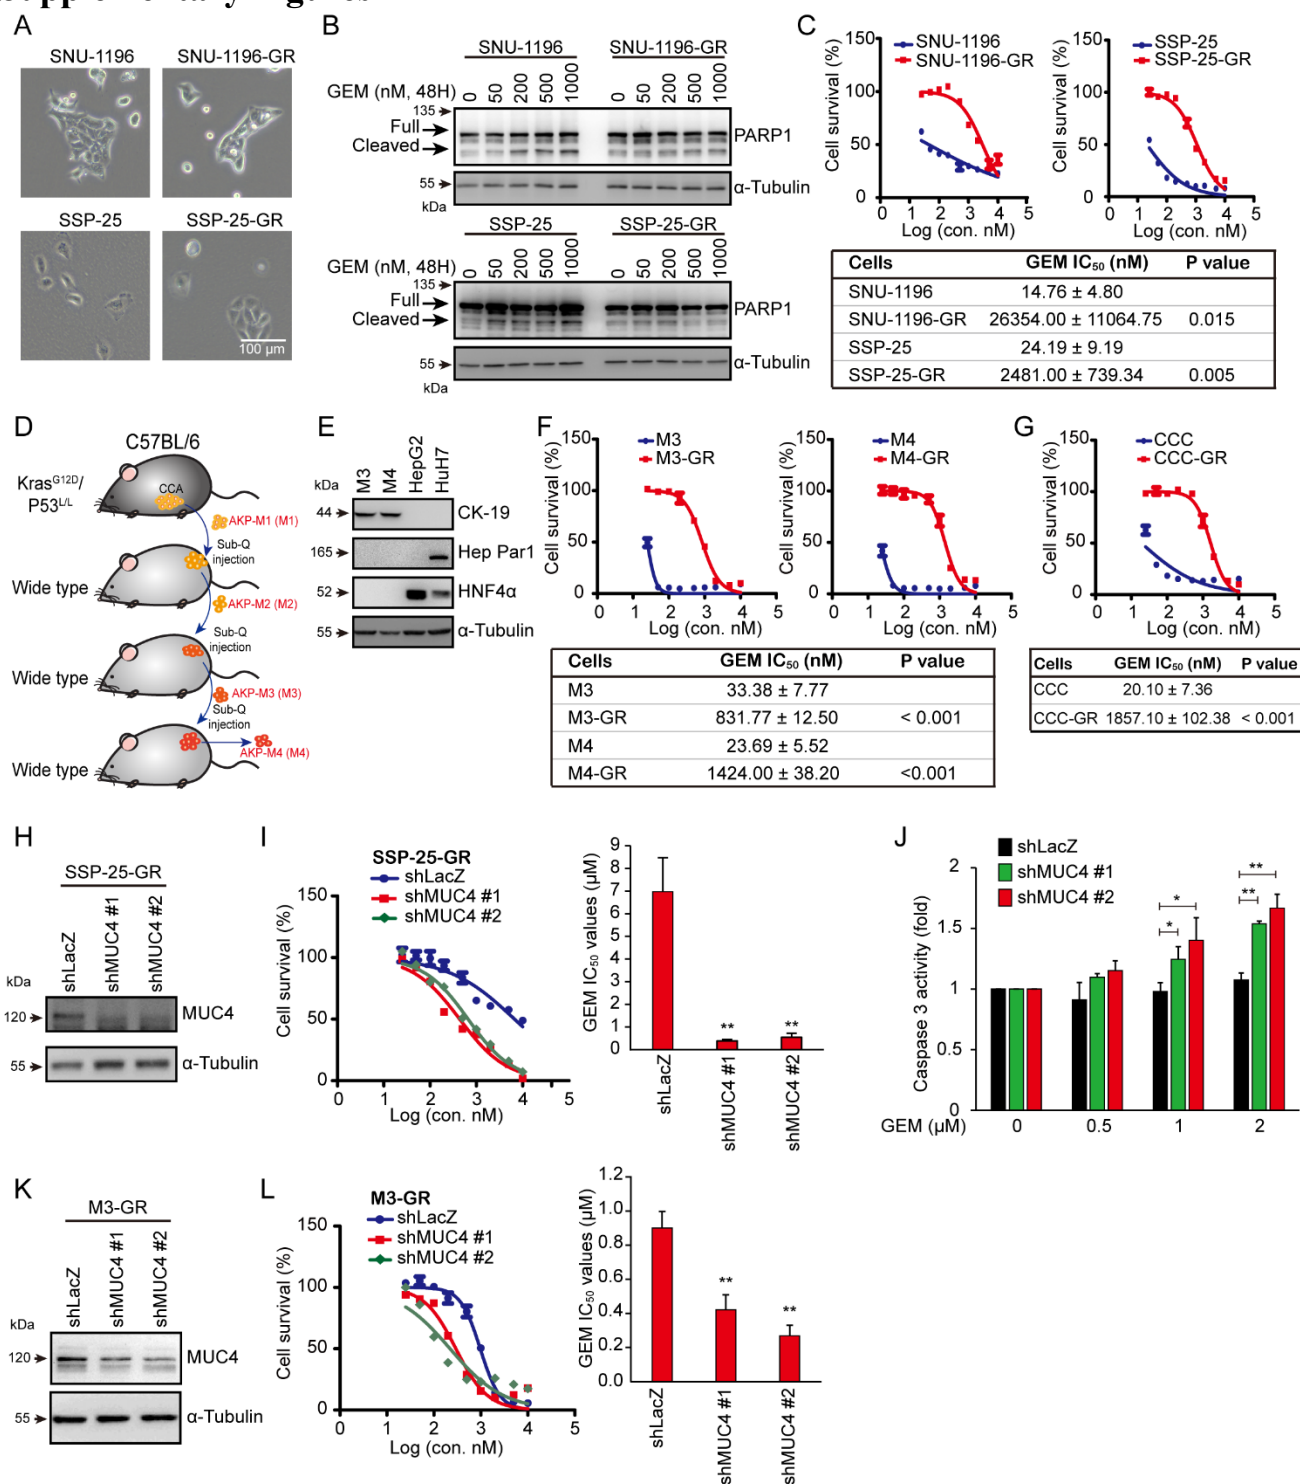 A
SNU-1196
SNU-1196-GR
SSP-25
SSP-25-GR
100 µm
B
SNU-1196
SNU-1196-GR
GEM (nM, 48H)
0
50
200
500
1000
0
50
200
500
1000
135
Full
Cleaved
PARP1
55
α-Tubulin
kDa
SSP-25
SSP-25-GR
GEM (nM, 48H)
0
50
200
500
1000
0
50
200
500
1000
135
Full
Cleaved
PARP1
55
α-Tubulin
kDa
C
SNU-1196
SNU-1196-GR
Cell survival (%)
150
100
50
0
0 1 2 3 4 5
Log (con. nM)
SSP-25
SSP-25-GR
Cell survival (%)
150
100
50
0
0 1 2 3 4 5
Log (con. nM)
Cells GEM IC50 (nM) P value
SNU-1196 14.76 ± 4.80
SNU-1196-GR 26354.00 ± 11064.75 0.015
SSP-25 24.19 ± 9.19
SSP-25-GR 2481.00 ± 739.34 0.005
D
C57BL/6
KrasG12D/
P53L/L
CCA
AKP-M1 (M1)
Sub-Q
injection
Wide type
AKP-M2 (M2)
Sub-Q
injection
Wide type
AKP-M3 (M3)
Sub-Q
injection
AKP-M4 (M4)
Wide type
E
M3
M4
HepG2
HuH7
kDa
44
CK-19
165
Hep Par1
52
HNF4α
55
α-Tubulin
F
M3
M3-GR
Cell survival (%)
150
100
50
0
0 1 2 3 4 5
Log (con. nM)
M4
M4-GR
Cell survival (%)
150
100
50
0
0 1 2 3 4 5
Log (con. nM)
Cells GEM IC50 (nM) P value
M3 33.38 ± 7.77
M3-GR 831.77 ± 12.50 < 0.001
M4 23.69 ± 5.52
M4-GR 1424.00 ± 38.20 <0.001
G
CCC
CCC-GR
Cell survival (%)
150
100
50
0
0 1 2 3 4 5
Log (con. nM)
Cells GEM IC50 (nM) P value
CCC 20.10 ± 7.36
CCC-GR 1857.10 ± 102.38 < 0.001
H
SSP-25-GR
shLacZ
shMUC4 #1
shMUC4 #2
kDa
120
MUC4
55
α-Tubulin
I
SSP-25-GR
shLacZ
shMUC4 #1
shMUC4 #2
Cell survival (%)
150
100
50
0
0 1 2 3 4 5
Log (con. nM)
GEM IC50 values (µM)
9
8
7
6
5
4
3
2
1
0
**
**
shLacZ
shMUC4 #1
shMUC4 #2
J
shLacZ
shMUC4 #1
shMUC4 #2
Caspase 3 activity (fold)
2
1.5
1
0.5
0
*
*
**
**
GEM (µM) 0 0.5 1 2
K
M3-GR
shLacZ
shMUC4 #1
shMUC4 #2
kDa
120
MUC4
55
α-Tubulin
L
M3-GR
shLacZ
shMUC4 #1
shMUC4 #2
Cell survival (%)
150
100
50
0
0 1 2 3 4 5
Log (con. nM)
GEM IC50 values (µM)
1.2
1.0
0.8
0.6
0.4
0.2
0.0
**
**
shLacZ
shMUC4 #1
shMUC4 #2